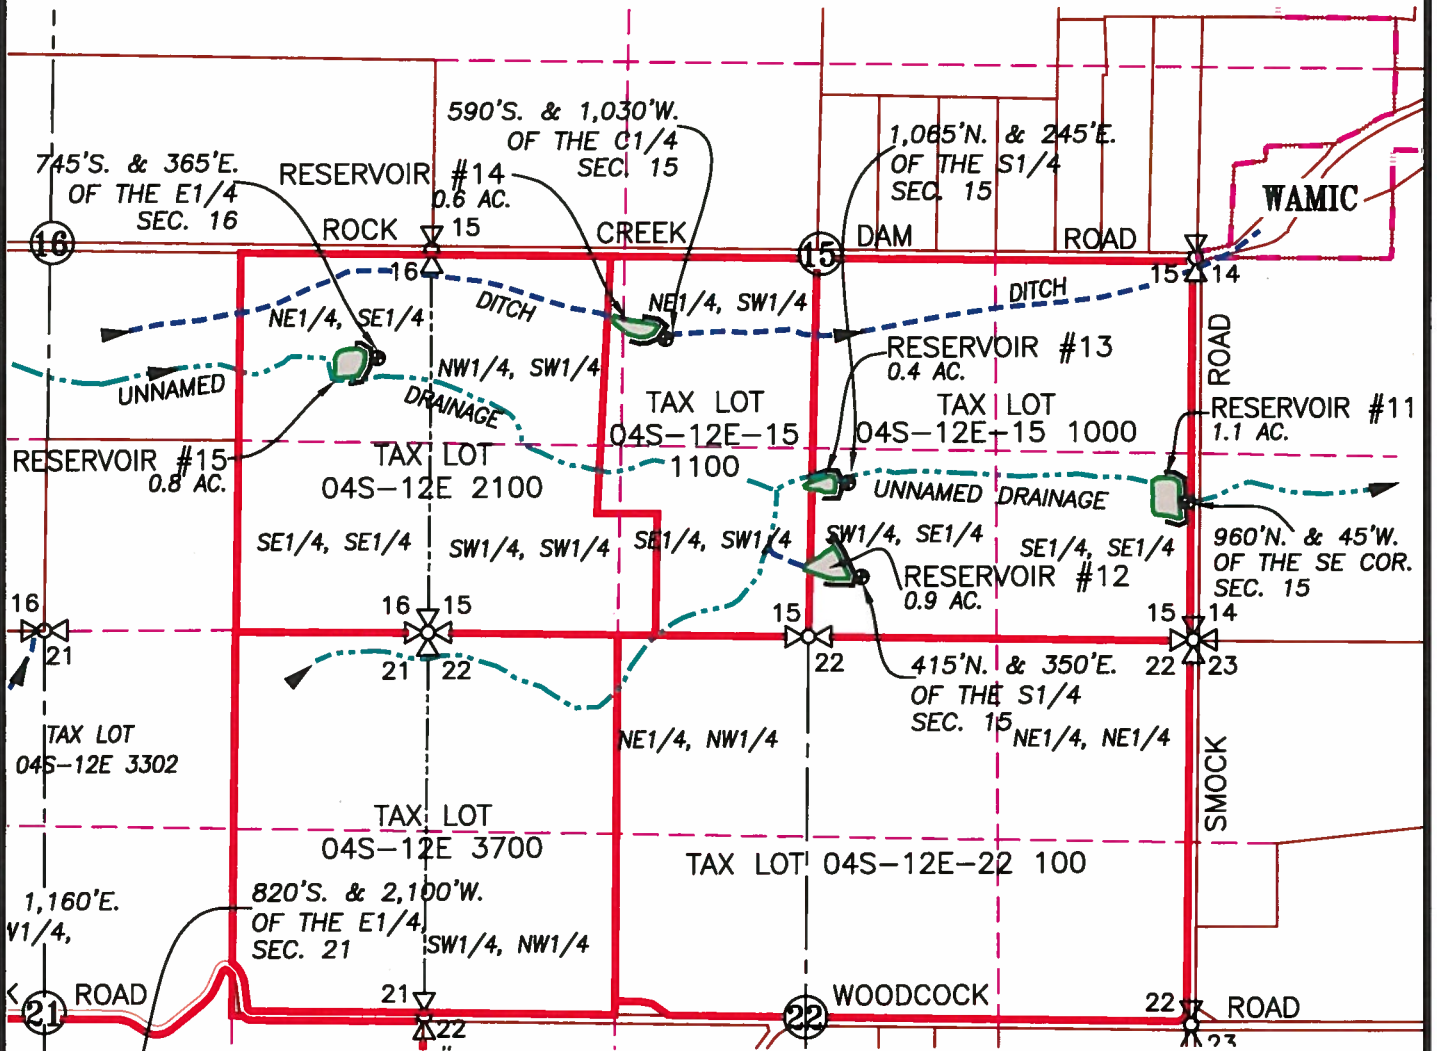 590'S. & 1,030'W.
OF THE C1/4
SEC. 15
1,065'N. & 245'E.
OF THE S1/4
SEC. 15
745'S. & 365'E.
OF THE E1/4
SEC. 16
RESERVOIR #14
0.6 AC.
WAMIC
16
ROCK
15
CREEK
15
DAM
ROAD
16
15
14
DITCH
DITCH
NE1/4, SE1/4
NE1/4, SW1/4
ROAD
RESERVOIR #13
0.4 AC.
UNNAMED
NW1/4, SW1/4
DRAINAGE
TAX LOT
04S-12E-15
1100
TAX LOT
04S-12E-15 1000
RESERVOIR #11
1.1 AC.
RESERVOIR #15
0.8 AC.
TAX LOT
04S-12E 2100
UNNAMED DRAINAGE
SE1/4, SE1/4
SW1/4, SW1/4
SE1/4, SW1/4
SW1/4, SE1/4
SE1/4, SE1/4
960'N. & 45'W.
OF THE SE COR.
SEC. 15
RESERVOIR #12
0.9 AC.
16
21
16
15
21
22
15
22
15
14
22
23
415'N. & 350'E.
OF THE S1/4
SEC. 15
TAX LOT
04S-12E 3302
NE1/4, NW1/4
NE1/4, NE1/4
SMOCK
TAX LOT
04S-12E 3700
TAX LOT 04S-12E-22 100
1,160'E.
W1/4,
820'S. & 2,100'W.
OF THE E1/4,
SEC. 21
SW1/4, NW1/4
21
ROAD
21
22
22
WOODCOCK
22
23
ROAD